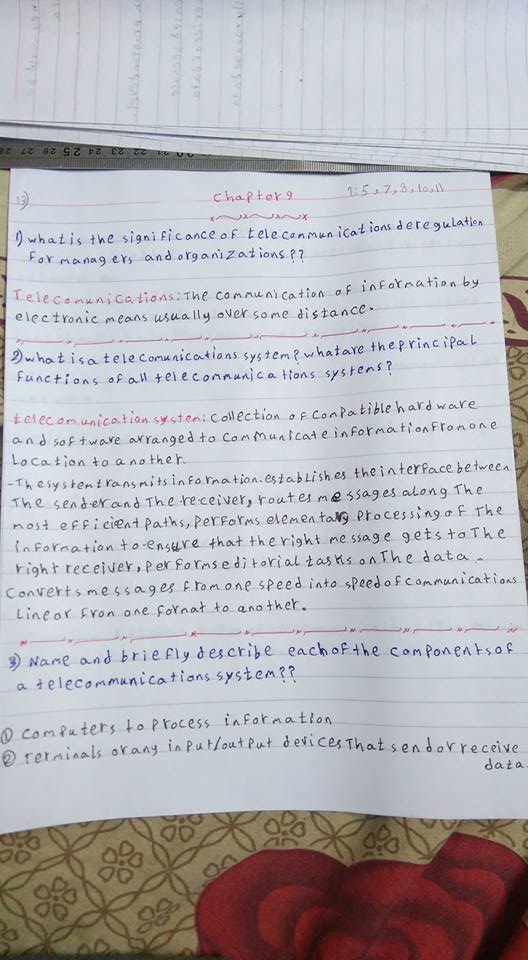 13)
Chapter 9
1:5,7,8,10,11
1) what is the significance of telecommunications deregulation
for managers and organizations??
Telecomunications: The communication of information by
electronic means usually over some distance.
2) what is a telecomunications system? what are the principal
functions of all telecommunications systems?
telecomunication system: Collection of Conpatible hardware
and software arranged to communicate information from one
Location to another.
- The system transmits information. establishes the interface between
The sender and The receiver, routes messages along The
most efficient paths, performs elementary Processing of The
information to ensure that the right message gets to The
right receiver, performs editorial tasks on The data -
Converts messages from one speed into speed of communications
Line or fron one fornat to another.
3) Name and briefly describe each of the components of
a telecommunications system??
① computers to process information
② Terminals or any input/output devices That send or receive
data